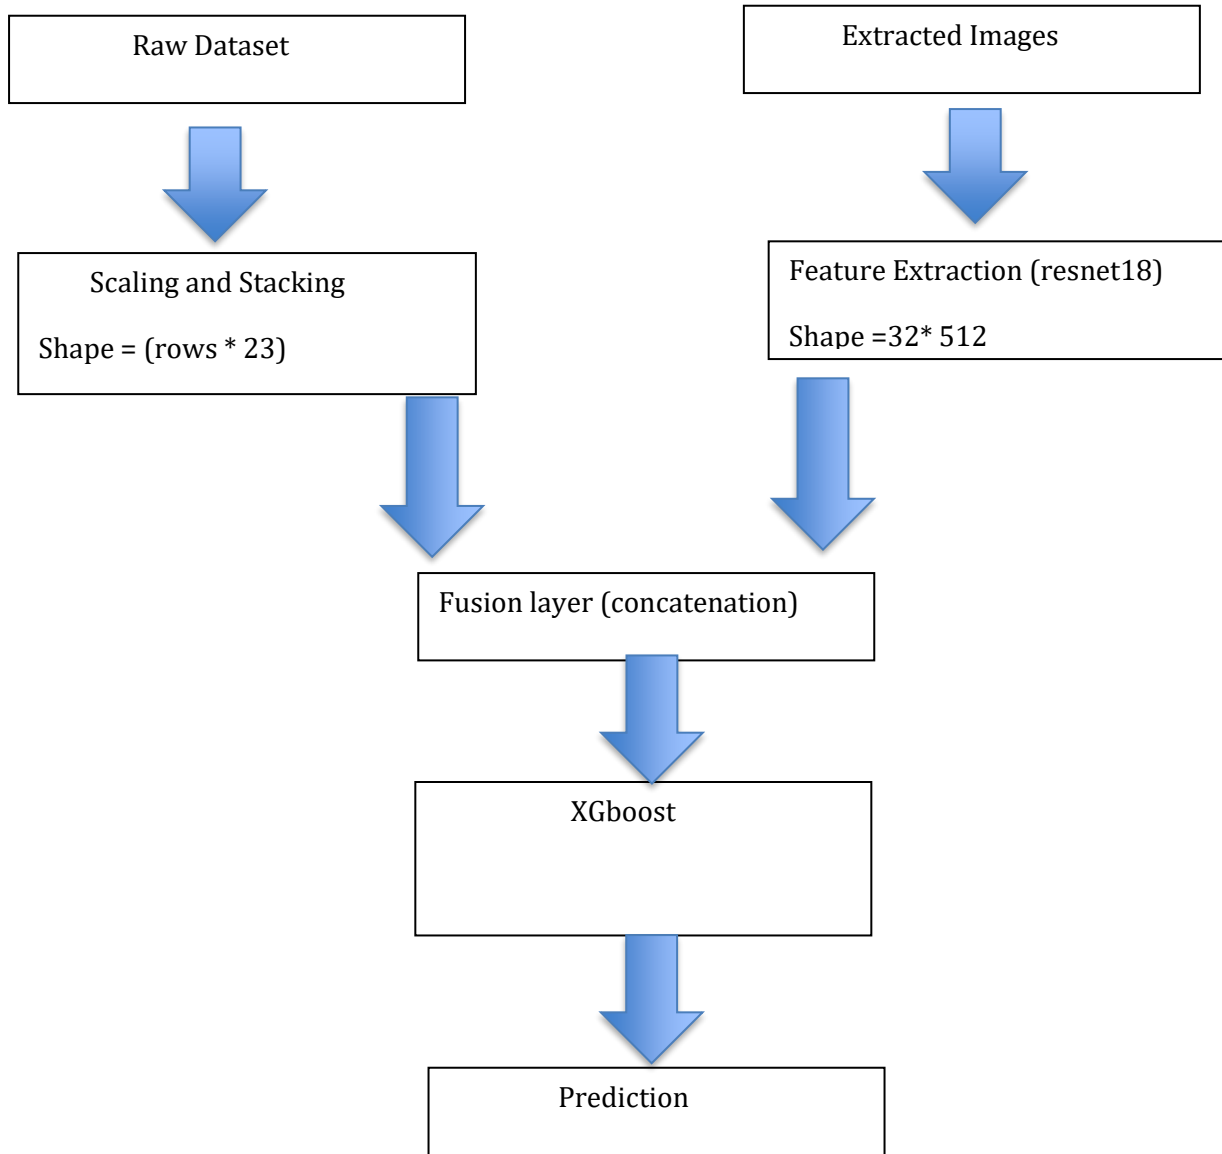 Raw Dataset
Extracted Images
Scaling and Stacking
Shape = (rows * 23)
Feature Extraction (resnet18)
Shape =32* 512
Fusion layer (concatenation)
XGboost
Prediction